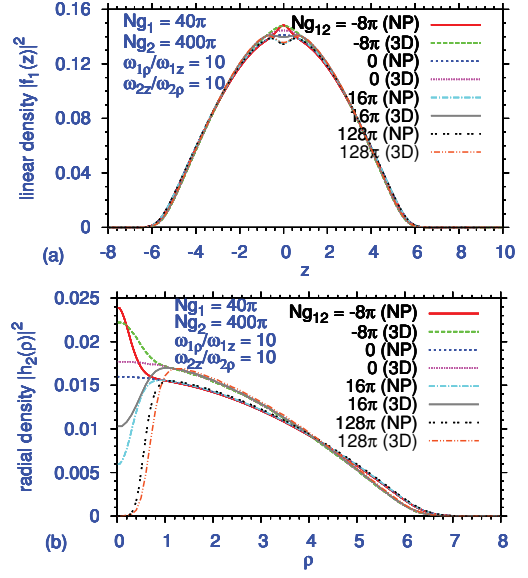 0.16
0.12
0.08
0.04
0
linear density |f₁(z)|²
Ng₁ = 40π
Ng₂ = 400π
ω₁ρ/ω₁z = 10
ω₂z/ω₂ρ = 10
Ng₁₂ = -8π (NP)
-8π (3D)
0 (NP)
0 (3D)
16π (NP)
16π (3D)
128π (NP)
128π (3D)
-8 -6 -4 -2 0 2 4 6 8 10
(a)
z
0.025
0.02
0.015
0.01
0.005
0
radial density |h₂(ρ)|²
Ng₁ = 40π
Ng₂ = 400π
ω₁ρ/ω₁z = 10
ω₂z/ω₂ρ = 10
Ng₁₂ = -8π (NP)
-8π (3D)
0 (NP)
0 (3D)
16π (NP)
16π (3D)
128π (NP)
128π (3D)
0 1 2 3 4 5 6 7 8
(b)
ρ